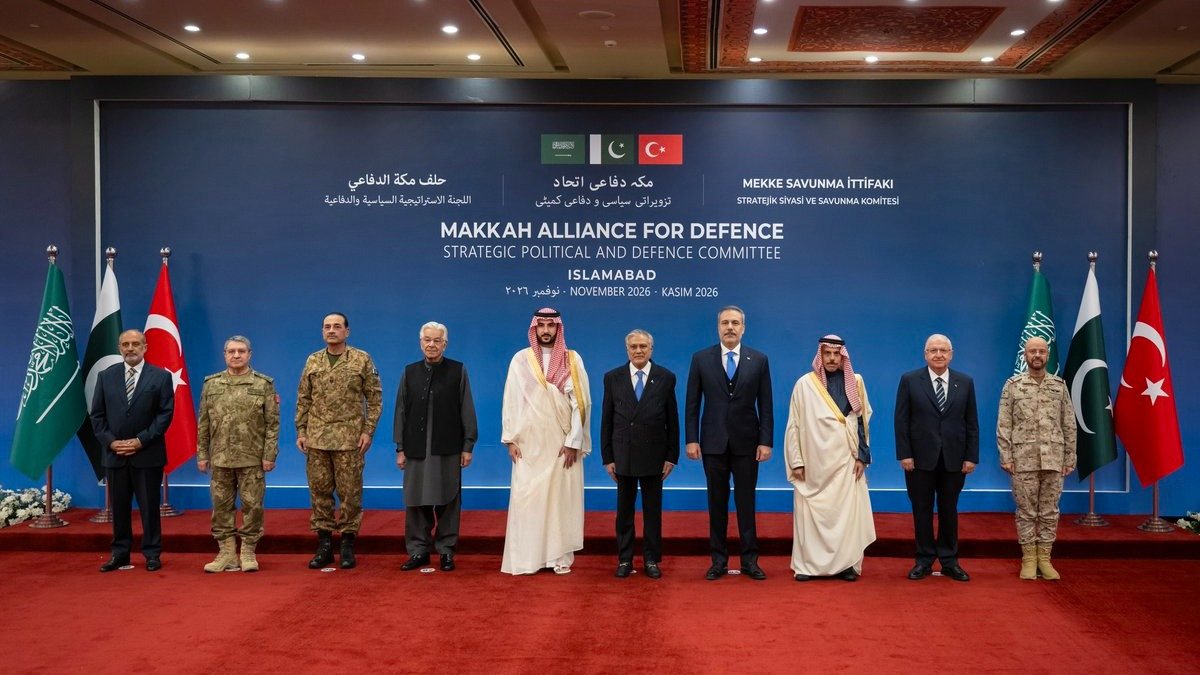 حلف مكة الدفاعي
اللجنة الاستراتيجية السياسية والدفاعية
مکہ دفاعی اتحاد
تزویراتی سیاسی و دفاعی کمیٹی
MEKKE SAVUNMA İTTİFAKI
STRATEJİK SİYASİ VE SAVUNMA KOMİTESİ
MAKKAH ALLIANCE FOR DEFENCE
STRATEGIC POLITICAL AND DEFENCE COMMITTEE
ISLAMABAD
نوفمبر ٢٠٢٦ - NOVEMBER 2026 - KASIM 2026